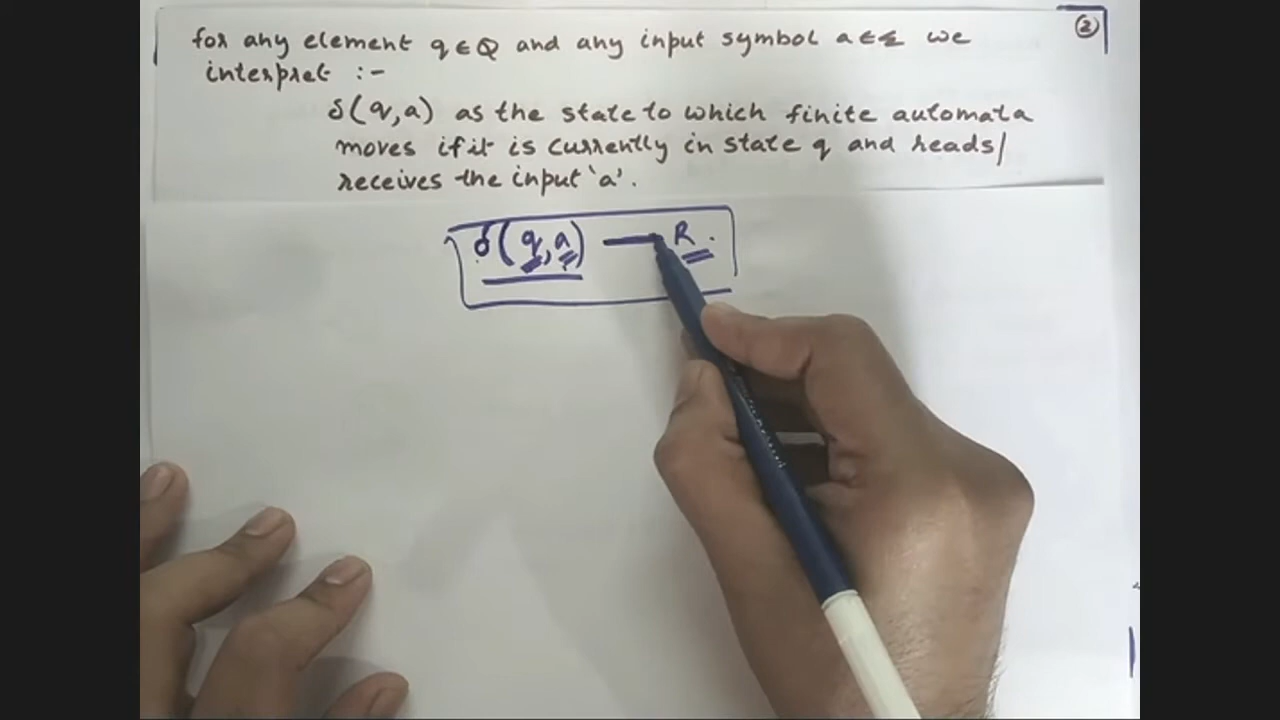 ②
for any element q ∈ Q and any input symbol a ∈ Σ we
interpret :-
δ(q,a) as the state to which finite automata
moves if it is currently in state q and reads/
receives the input 'a'.
δ(q,a) — R.